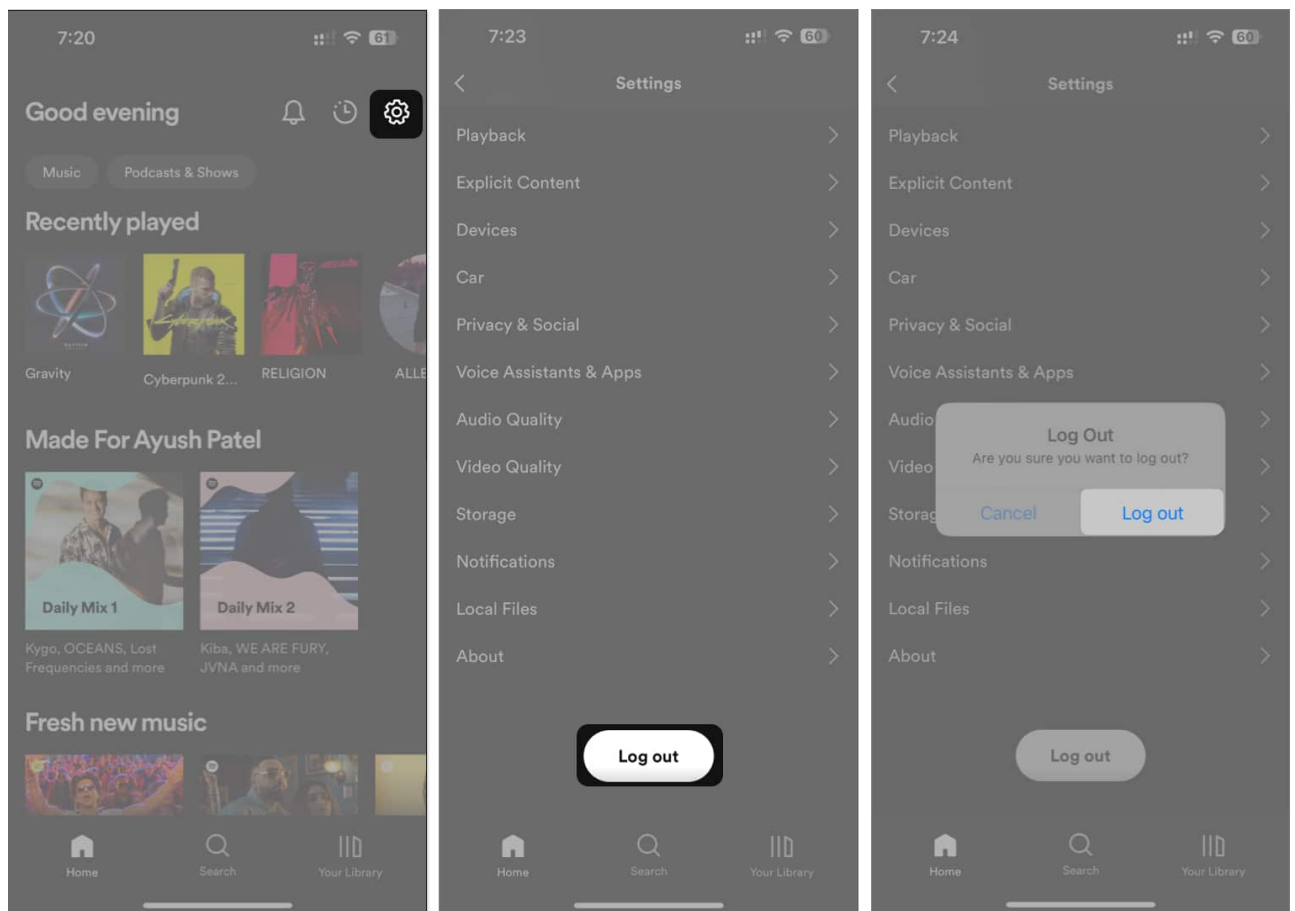 7:20
61
Good evening
Music
Podcasts & Shows
Recently played
Gravity
Cyberpunk 2...
RELIGION
ALLE
Made For Ayush Patel
Daily Mix 1
Daily Mix 2
Kygo, OCEANS, Lost
Frequencies and more
Kiba, WE ARE FURY,
JVNA and more
Fresh new music
Home
Search
Your Library
7:23
60
Settings
Playback
Explicit Content
Devices
Car
Privacy & Social
Voice Assistants & Apps
Audio Quality
Video Quality
Storage
Notifications
Local Files
About
Log out
Home
Search
Your Library
7:24
60
Settings
Playback
Explicit Content
Devices
Car
Privacy & Social
Voice Assistants & Apps
Audio
Video
Storag
Log Out
Are you sure you want to log out?
Cancel
Log out
Notifications
Local Files
About
Log out
Home
Search
Your Library